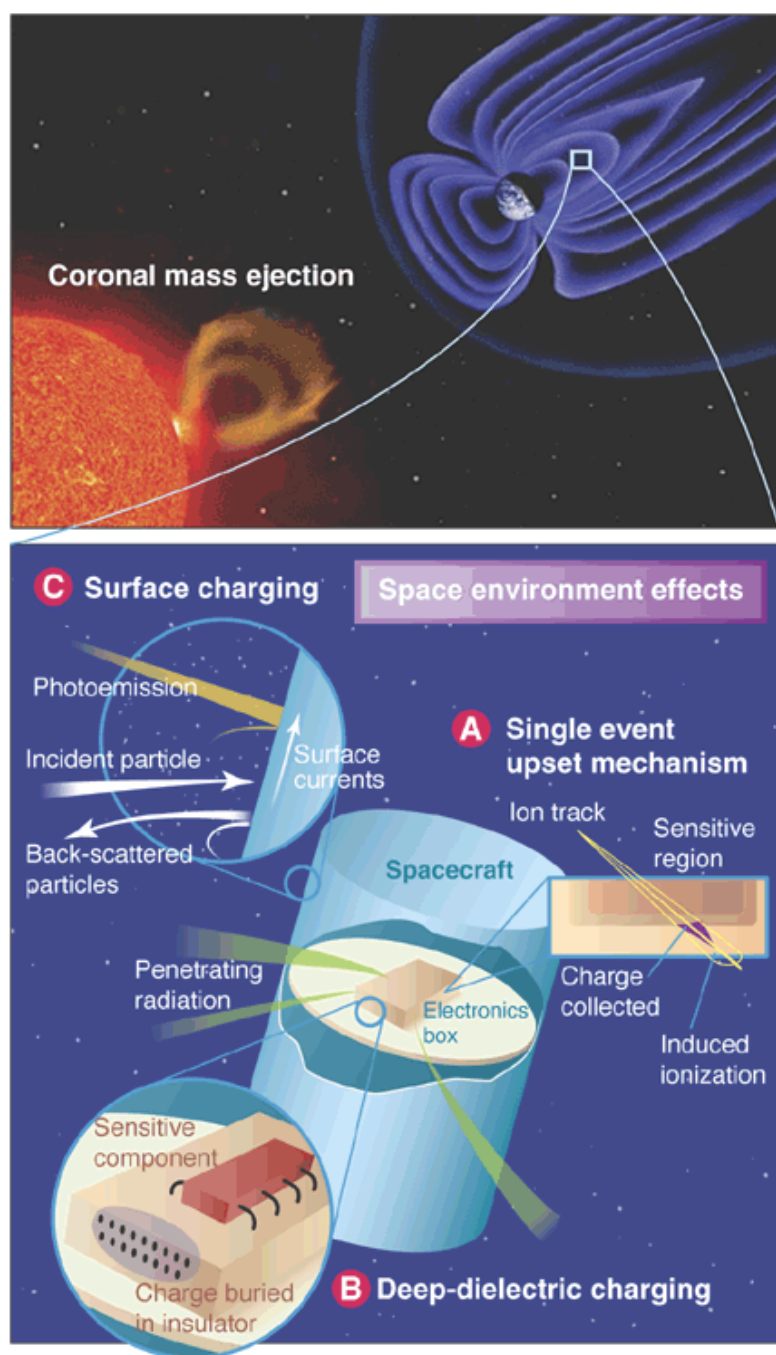 Coronal mass ejection
C Surface charging
Space environment effects
Photoemission
Incident particle
Surface
currents
Back-scattered
particles
A Single event
upset mechanism
Ion track
Sensitive
region
Spacecraft
Penetrating
radiation
Electronics
box
Charge
collected
Induced
ionization
Sensitive
component
Charge buried
in insulator
B Deep-dielectric charging